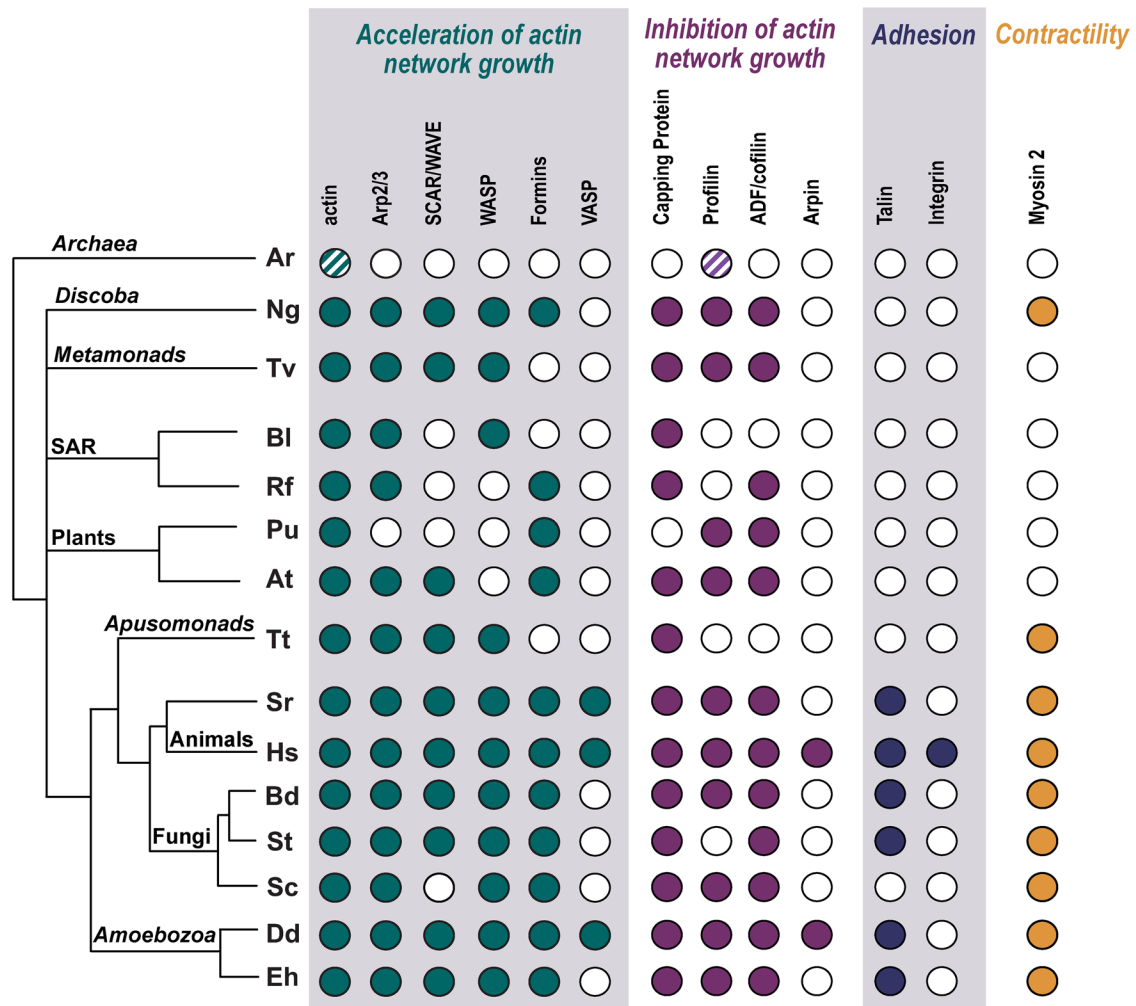 Acceleration of actin
network growth
Inhibition of actin
network growth
Adhesion
Contractility
actin
Arp2/3
SCAR/WAVE
WASP
Formins
VASP
Capping Protein
Profilin
ADF/cofilin
Arpin
Talin
Integrin
Myosin 2
Archaea
Ar
Discoba
Ng
Metamonads
Tv
SAR
Bl
Rf
Plants
Pu
At
Apusomonads
Tt
Sr
Animals
Hs
Bd
Fungi
St
Sc
Amoebozoa
Dd
Eh